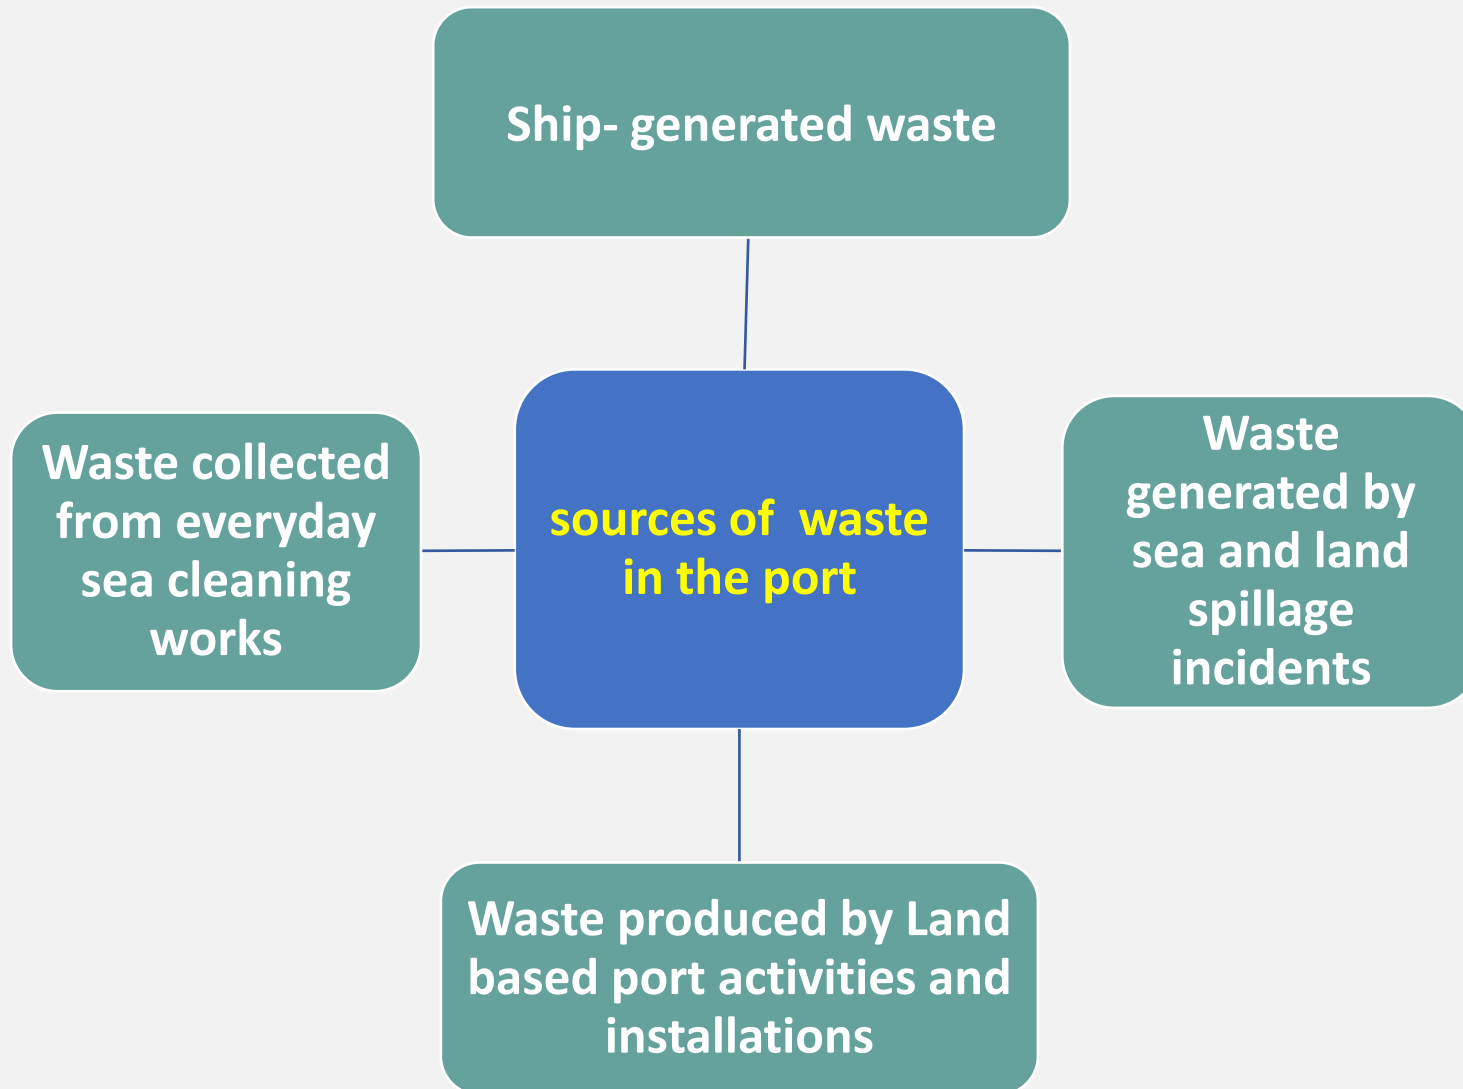 Ship- generated waste
Waste collected
from everyday
sea cleaning
works
sources of  waste
in the port
Waste
generated by
sea and land
spillage
incidents
Waste produced by Land
based port activities and
installations